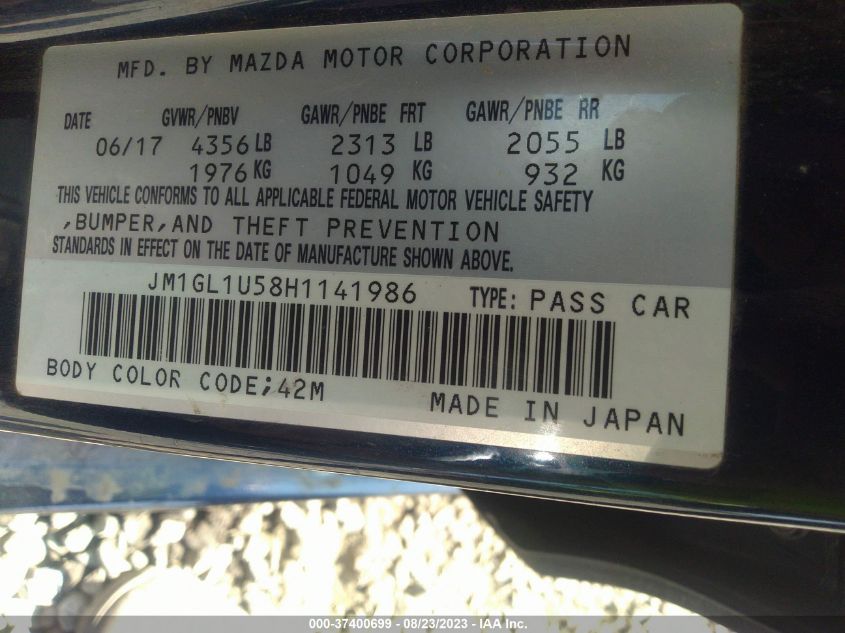 MFD. BY MAZDA MOTOR CORPORATION
DATE GVWR/PNBV GAWR/PNBE FRT GAWR/PNBE RR
06/17 4356 LB 2313 LB 2055 LB
1976 KG 1049 KG 932 KG
THIS VEHICLE CONFORMS TO ALL APPLICABLE FEDERAL MOTOR VEHICLE SAFETY
,BUMPER,AND THEFT PREVENTION
STANDARDS IN EFFECT ON THE DATE OF MANUFACTURE SHOWN ABOVE.
JM1GL1U58H1141986 TYPE: PASS CAR
BODY COLOR CODE;42M
MADE IN JAPAN
000-37400699 - 08/23/2023 - IAA Inc.